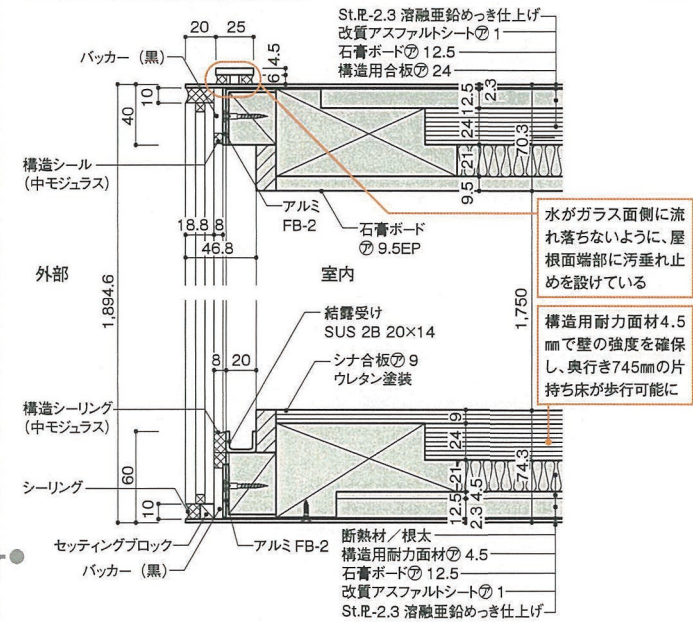 20
25
4.5
6
St.PL-2.3 溶融亜鉛めっき仕上げ
改質アスファルトシート㋐ 1
石膏ボード㋐ 12.5
構造用合板㋐ 24
バッカー（黒）
10
40
12.5
2.3
24
70.3
21
9.5
構造シール
（中モジュラス）
アルミ
FB-2
石膏ボード
㋐ 9.5EP
18.8
8
46.8
水がガラス面側に流
れ落ちないように、屋
根面端部に汚垂れ止
めを設けている
外部
室内
1,894.6
1,750
構造用耐力面材4.5
㎜で壁の強度を確保
し、奥行き745㎜の片
持ち床が歩行可能に
結露受け
SUS 2B 20×14
8
20
シナ合板㋐ 9
ウレタン塗装
構造シーリング
（中モジュラス）
9
24
74.3
21
4.5
12.5
2.3
60
シーリング
10
セッティングブロック
アルミ FB-2
バッカー（黒）
断熱材／根太
構造用耐力面材㋐ 4.5
石膏ボード㋐ 12.5
改質アスファルトシート㋐ 1
St.PL-2.3 溶融亜鉛めっき仕上げ